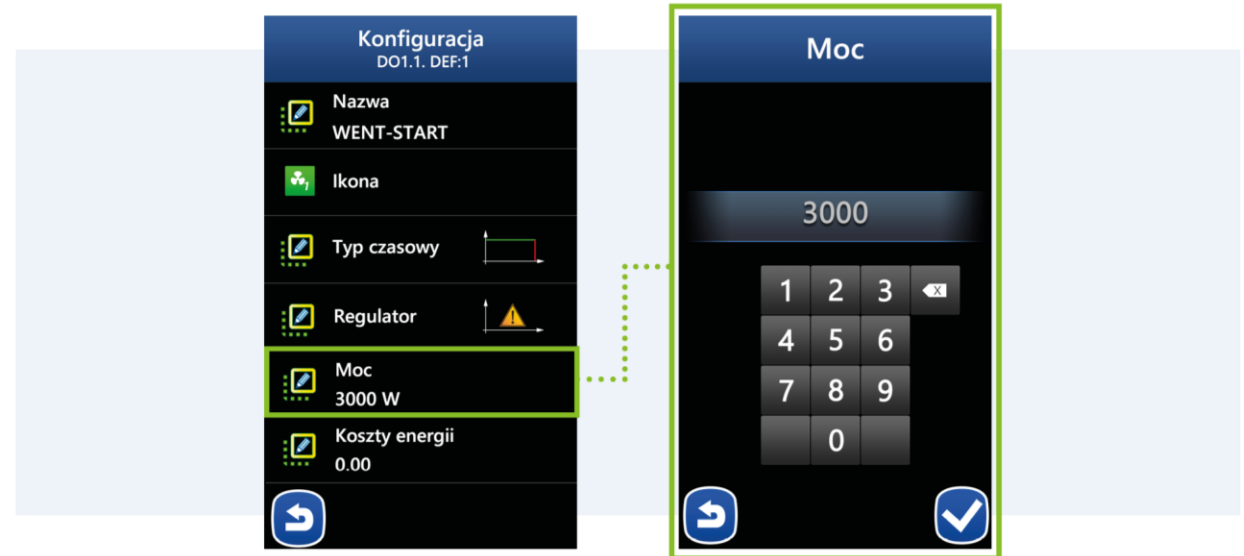 Konfiguracja
DO1.1. DEF:1
Nazwa
WENT-START
1
Ikona
Typ czasowy
Regulator
Moc
3000 W
Koszty energii
0.00
Moc
3000
1 2 3 X
4 5 6
7 8 9
0